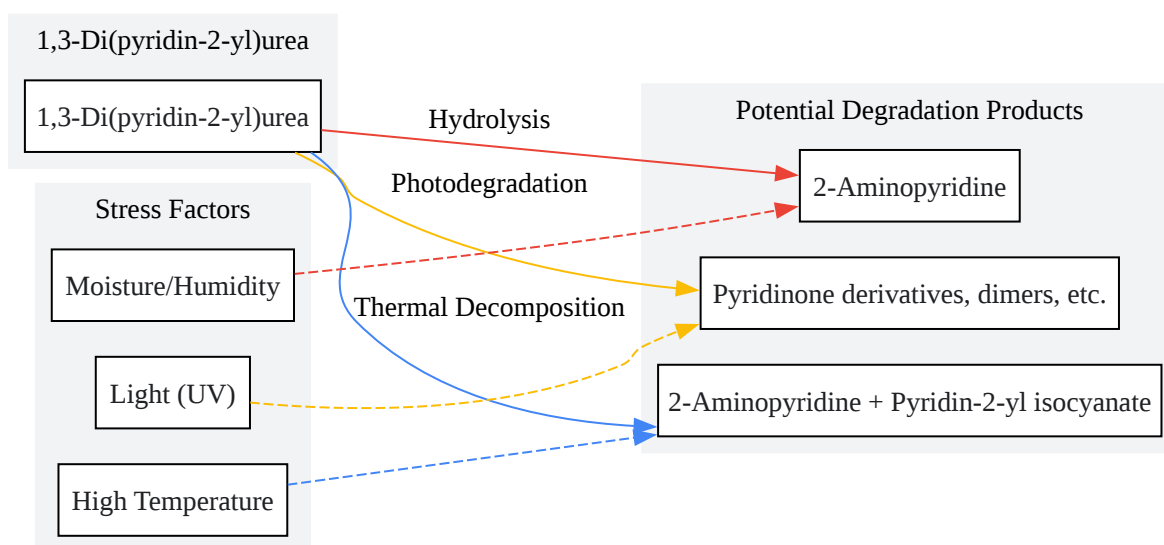 1,3-Di(pyridin-2-yl)urea
1,3-Di(pyridin-2-yl)urea
Stress Factors
Moisture/Humidity
Light (UV)
High Temperature
Hydrolysis
Photodegradation
Thermal Decomposition
Potential Degradation Products
2-Aminopyridine
Pyridinone derivatives, dimers, etc.
2-Aminopyridine + Pyridin-2-yl isocyanate